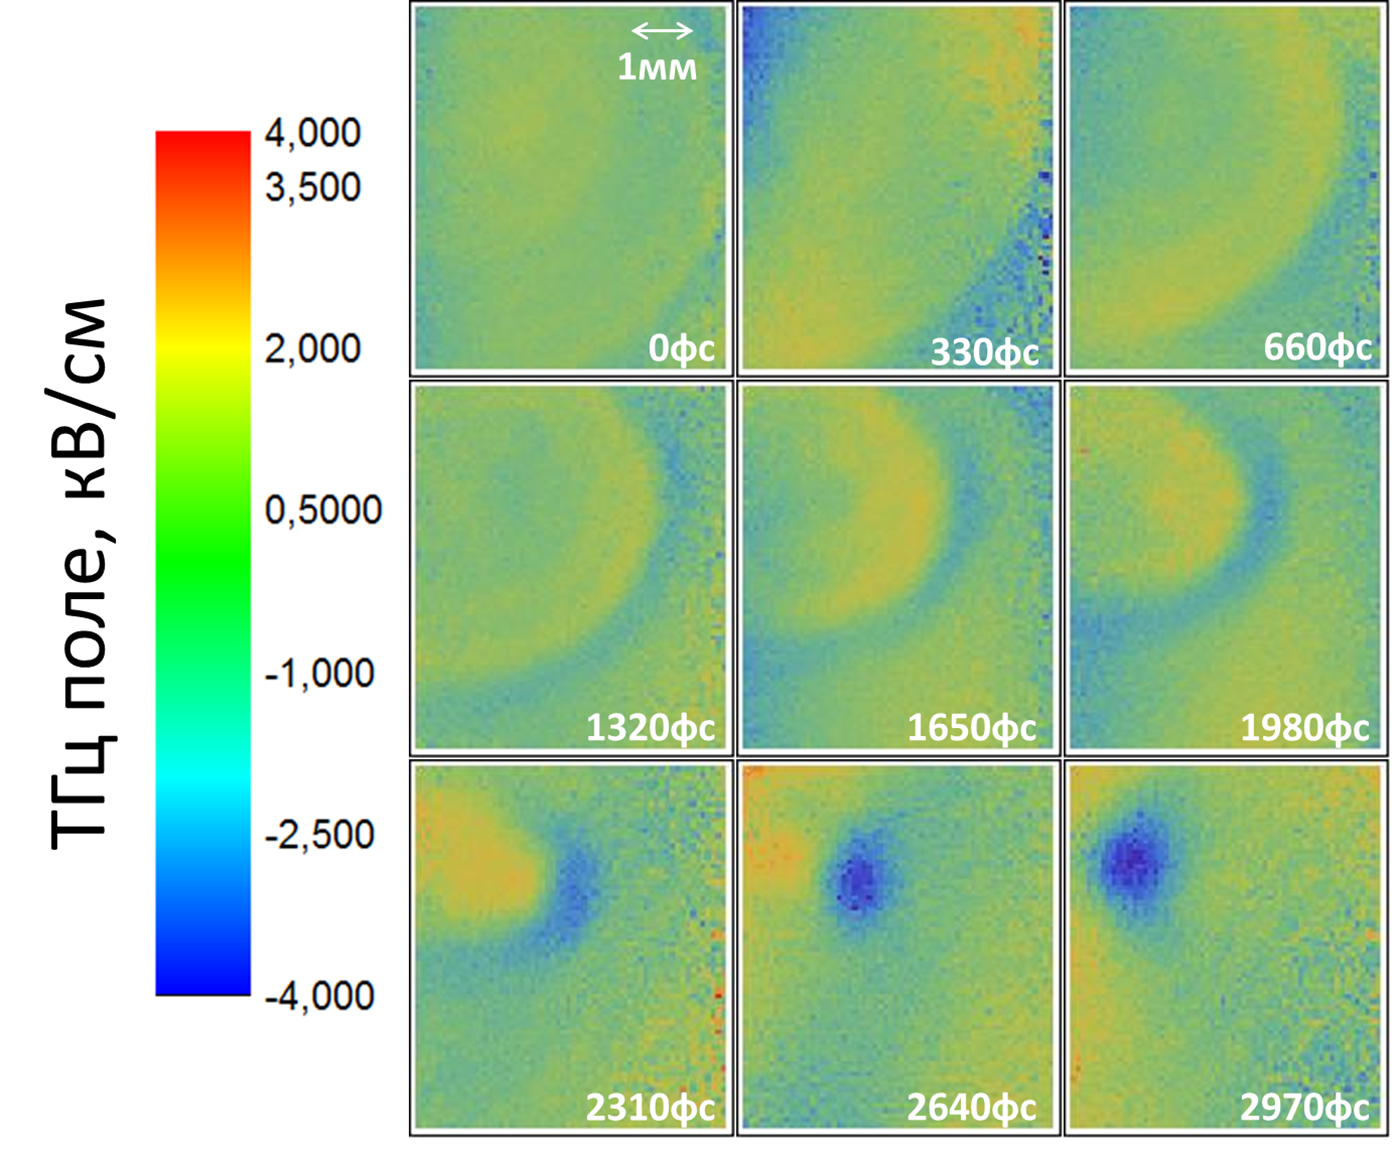 ТГц поле, кВ/см
4,000
3,500
2,000
0,5000
-1,000
-2,500
-4,000
1мм
0фс
330фс
660фс
1320фс
1650фс
1980фс
2310фс
2640фс
2970фс